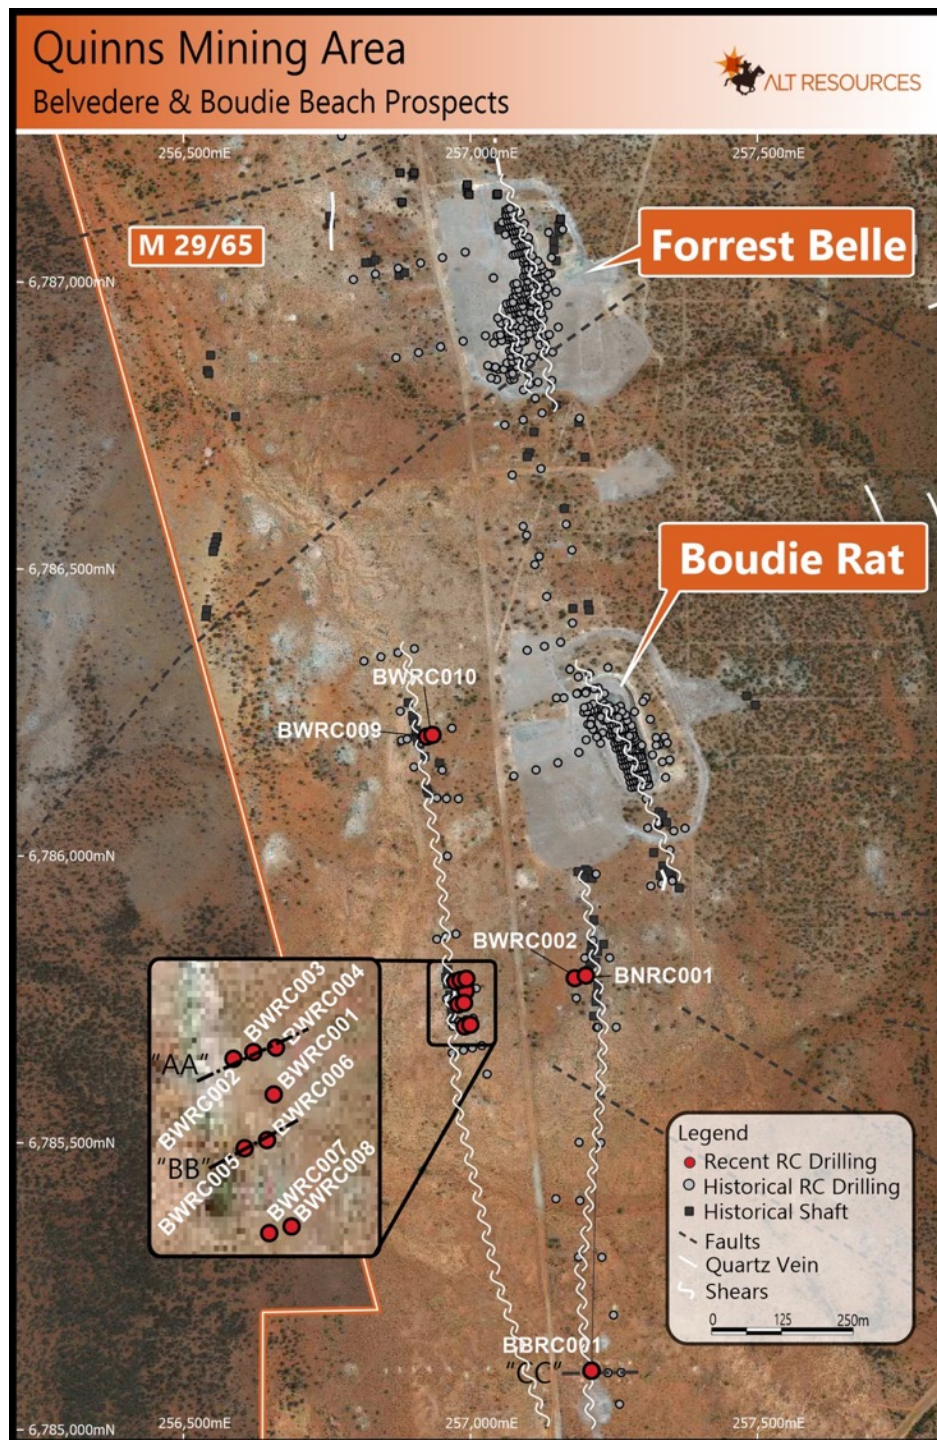 Quinns Mining Area
Belvedere & Boudie Beach Prospects
ALT RESOURCES
256,500mE
257,000mE
257,500mE
M 29/65
Forrest Belle
6,787,000mN
6,786,500mN
Boudie Rat
BWRC010
BWRC009
6,786,000mN
BWRC002
BNRC001
BWRC003
BWRC004
"AA"
BWRC001
BWRC002
BWRC006
6,785,500mN
"BB"
BWRC005
BWRC007
BWRC008
Legend
Recent RC Drilling
Historical RC Drilling
Historical Shaft
Faults
Quartz Vein
Shears
0 125 250m
BBRC001
"CC"
6,785,000mN
256,500mE
257,000mE
257,500mE